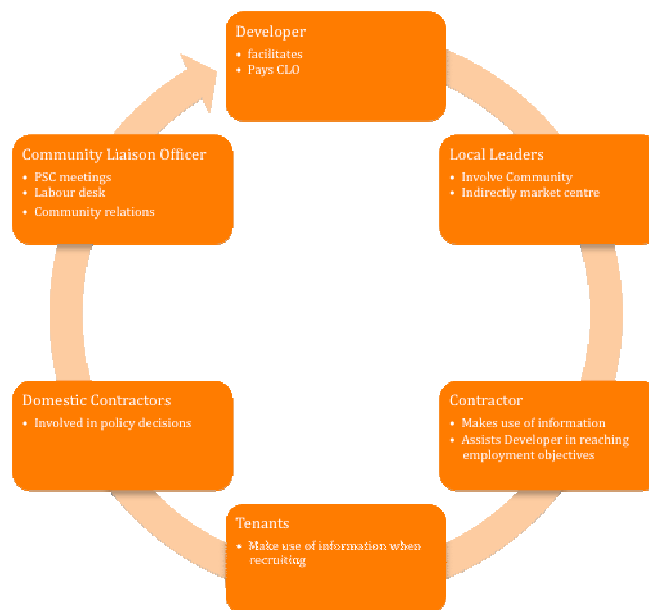 Developer
• facilitates
• Pays CLO
Local Leaders
• Involve Community
• Indirectly market centre
Contractor
• Makes use of information
• Assists Developer in reaching
employment objectives
Tenants
• Make use of information when
recruiting
Domestic Contractors
• Involved in policy decisions
Community Liaison Officer
• PSC meetings
• Labour desk
• Community relations